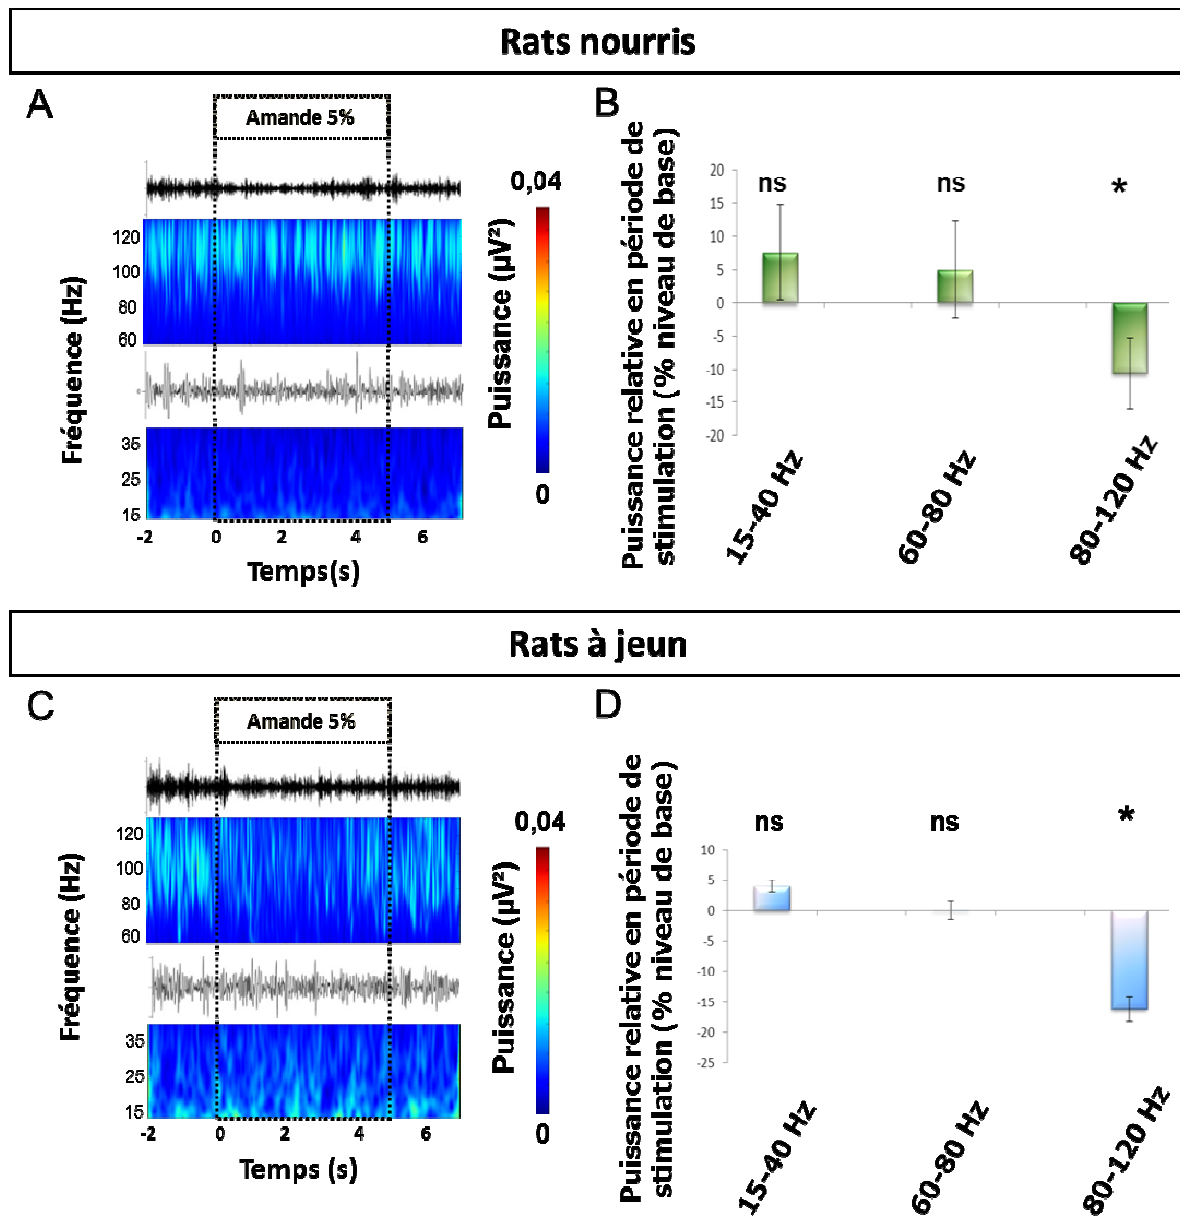 Rats nourris
A
Amande 5%
120
100
80
60
35
25
15
-2
0
2
4
6
Fréquence (Hz)
Temps(s)
0,04
Puissance (µV²)
0
B
Puissance relative en période de
stimulation (% niveau de base)
20
15
10
5
0
-5
-10
-15
-20
ns
ns
*
15-40 Hz
60-80 Hz
80-120 Hz
Rats à jeun
C
Amande 5%
120
100
80
60
35
25
15
-2
0
2
4
6
Fréquence (Hz)
Temps (s)
0,04
Puissance (µV²)
0
D
Puissance relative en période de
stimulation (% niveau de base)
10
5
0
-5
-10
-15
-20
-25
ns
ns
*
15-40 Hz
60-80 Hz
80-120 Hz